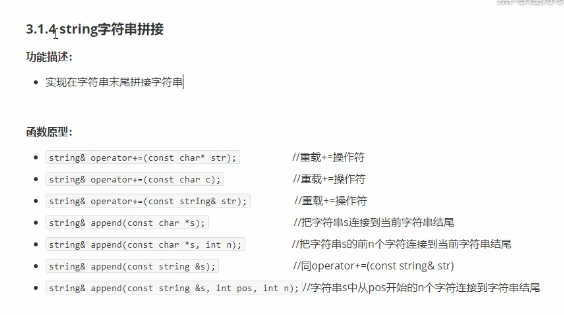 3.1.4 string字符串拼接
功能描述：
实现在字符串末尾拼接字符串
函数原型：
string& operator+=(const char* str); //重载+=操作符
string& operator+=(const char c); //重载+=操作符
string& operator+=(const string& str); //重载+=操作符
string& append(const char *s); //把字符串s连接到当前字符串结尾
string& append(const char *s, int n); //把字符串s的前n个字符连接到当前字符串结尾
string& append(const string &s); //同operator+=(const string& str)
string& append(const string &s, int pos, int n); //字符串s中从pos开始的n个字符连接到字符串结尾